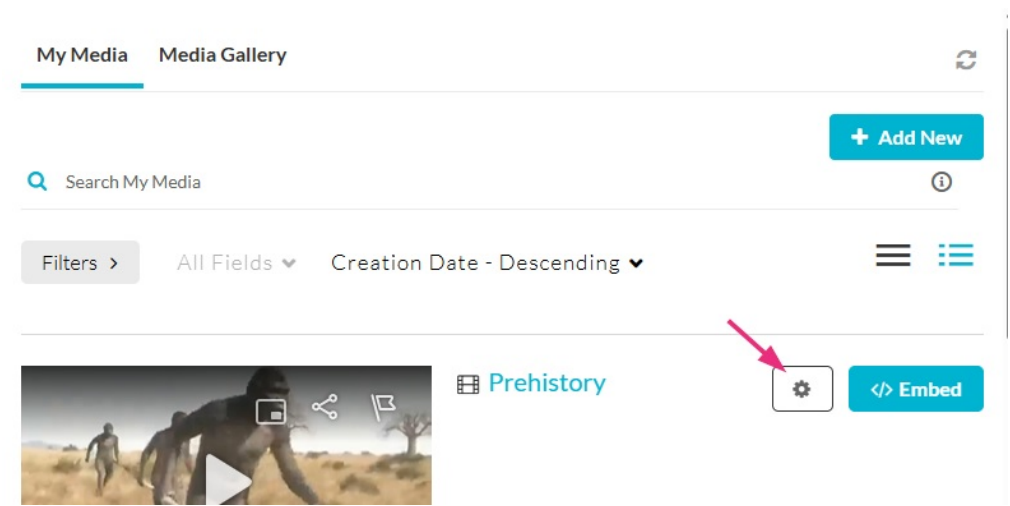 My Media Media Gallery
+ Add New
Search My Media
Filters > All Fields Creation Date - Descending
Prehistory </> Embed